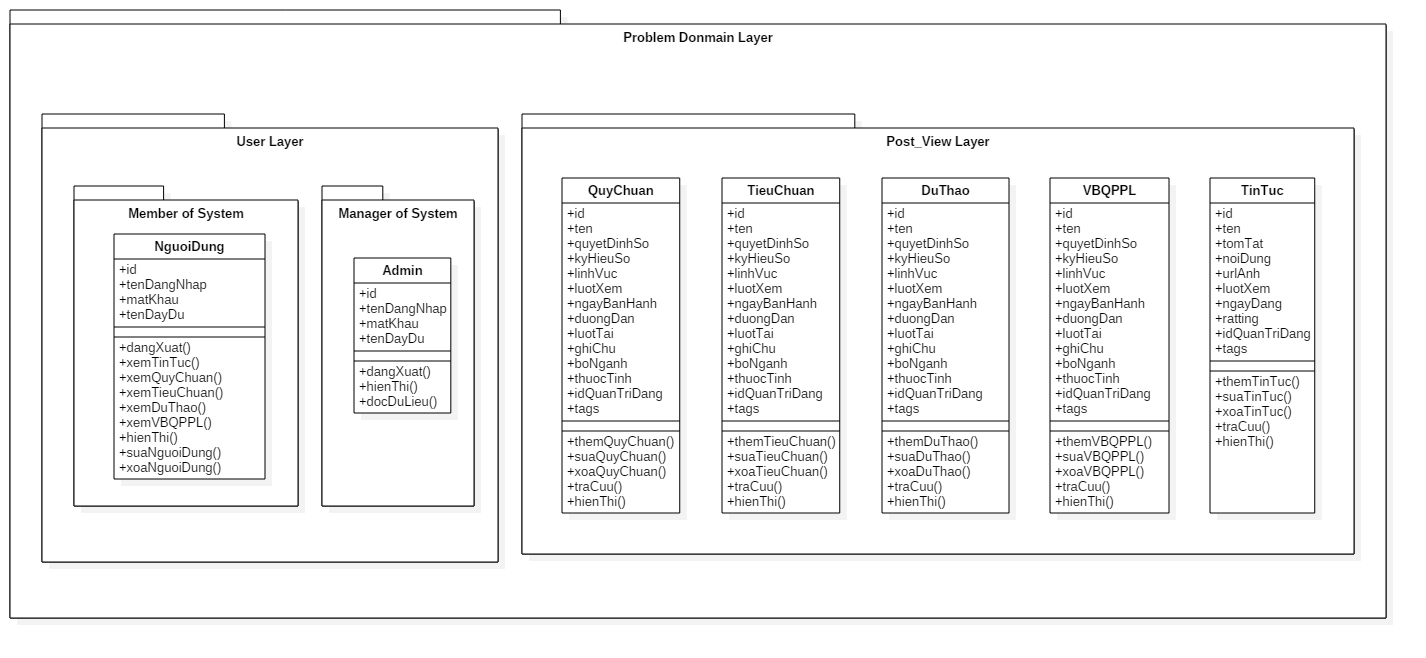 Problem Donmain Layer
User Layer
Member of System
NguoiDung
+id
+tenDangNhap
+matKhau
+tenDayDu
+dangXuat()
+xemTinTuc()
+xemQuyChuan()
+xemTieuChuan()
+xemDuThao()
+xemVBQPPL()
+hienThi()
+suaNguoiDung()
+xoaNguoiDung()
Manager of System
Admin
+id
+tenDangNhap
+matKhau
+tenDayDu
+dangXuat()
+hienThi()
+docDuLieu()
Post_View Layer
QuyChuan
+id
+ten
+quyetDinhSo
+kyHieuSo
+linhVuc
+luotXem
+ngayBanHanh
+duongDan
+luotTai
+ghiChu
+boNganh
+thuocTinh
+idQuanTriDang
+tags
+themQuyChuan()
+suaQuyChuan()
+xoaQuyChuan()
+traCuu()
+hienThi()
TieuChuan
+id
+ten
+quyetDinhSo
+kyHieuSo
+linhVuc
+luotXem
+ngayBanHanh
+duongDan
+luotTai
+ghiChu
+boNganh
+thuocTinh
+idQuanTriDang
+tags
+themTieuChuan()
+suaTieuChuan()
+xoaTieuChuan()
+traCuu()
+hienThi()
DuThao
+id
+ten
+quyetDinhSo
+kyHieuSo
+linhVuc
+luotXem
+ngayBanHanh
+duongDan
+luotTai
+ghiChu
+boNganh
+thuocTinh
+idQuanTriDang
+tags
+themDuThao()
+suaDuThao()
+xoaDuThao()
+traCuu()
+hienThi()
VBQPPL
+id
+ten
+quyetDinhSo
+kyHieuSo
+linhVuc
+luotXem
+ngayBanHanh
+duongDan
+luotTai
+ghiChu
+boNganh
+thuocTinh
+idQuanTriDang
+tags
+themVBQPPL()
+suaVBQPPL()
+xoaVBQPPL()
+traCuu()
+hienThi()
TinTuc
+id
+ten
+tomTat
+noiDung
+urlAnh
+luotXem
+ngayDang
+ratting
+idQuanTriDang
+tags
+themTinTuc()
+suaTinTuc()
+xoaTinTuc()
+traCuu()
+hienThi()